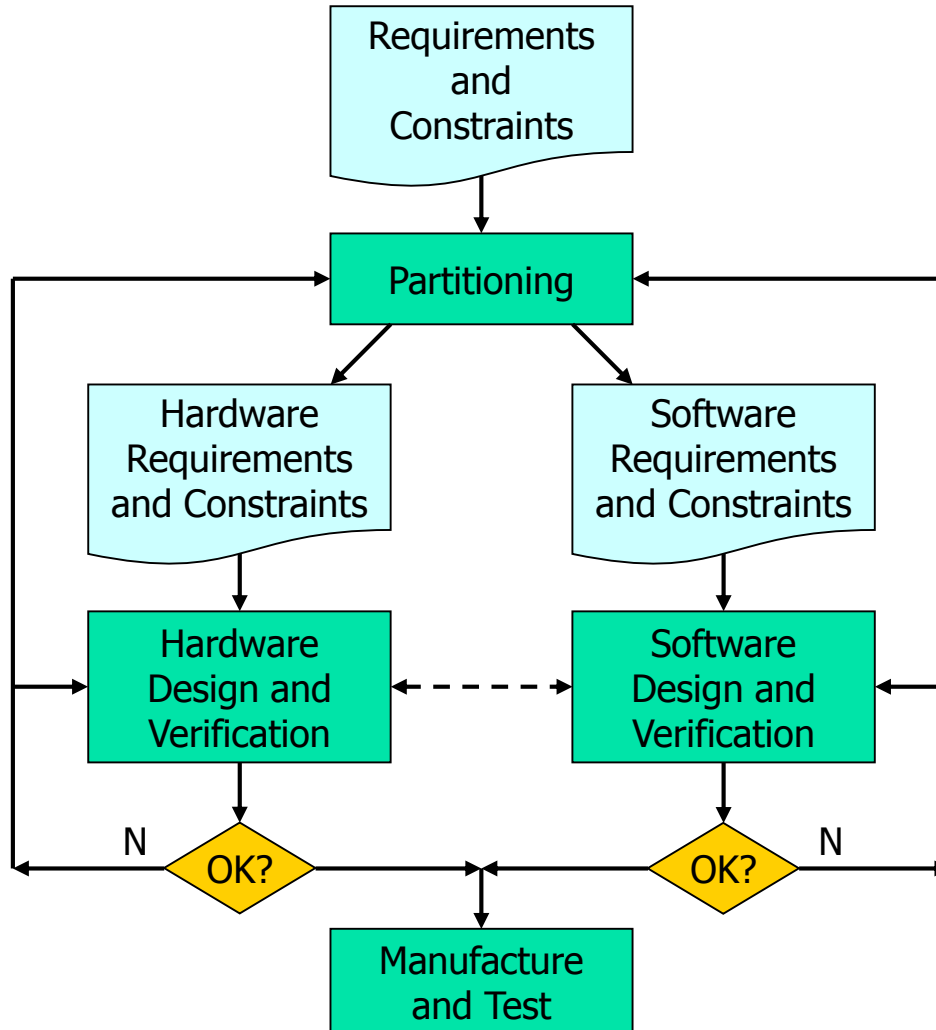 Requirements
and
Constraints
Partitioning
Hardware
Requirements
and Constraints
Software
Requirements
and Constraints
Hardware
Design and
Verification
Software
Design and
Verification
N
OK?
OK?
N
Manufacture
and Test